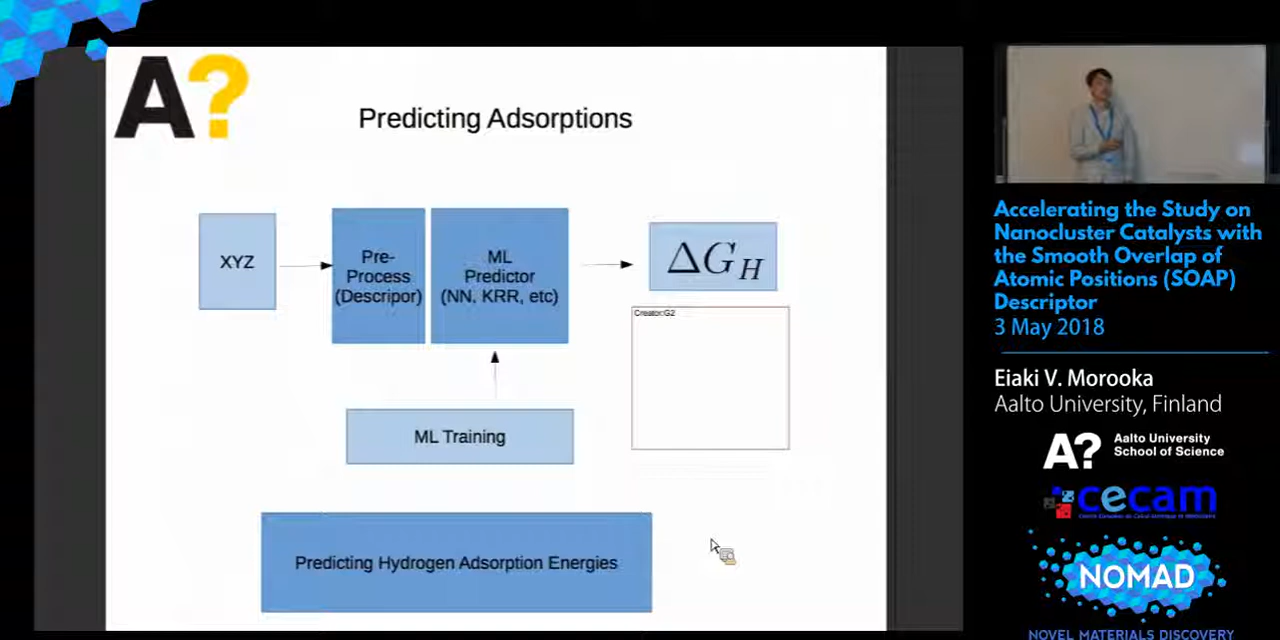 A?
Predicting Adsorptions
XYZ
Pre-
Process
(Descripor)
ML
Predictor
(NN, KRR, etc)
ΔG_H
Creator:G2
ML Training
Predicting Hydrogen Adsorption Energies
Accelerating the Study on
Nanocluster Catalysts with
the Smooth Overlap of
Atomic Positions (SOAP)
Descriptor
3 May 2018
Eiaki V. Morooka
Aalto University, Finland
A?
Aalto University
School of Science
cecam
NOMAD
NOVEL MATERIALS DISCOVERY